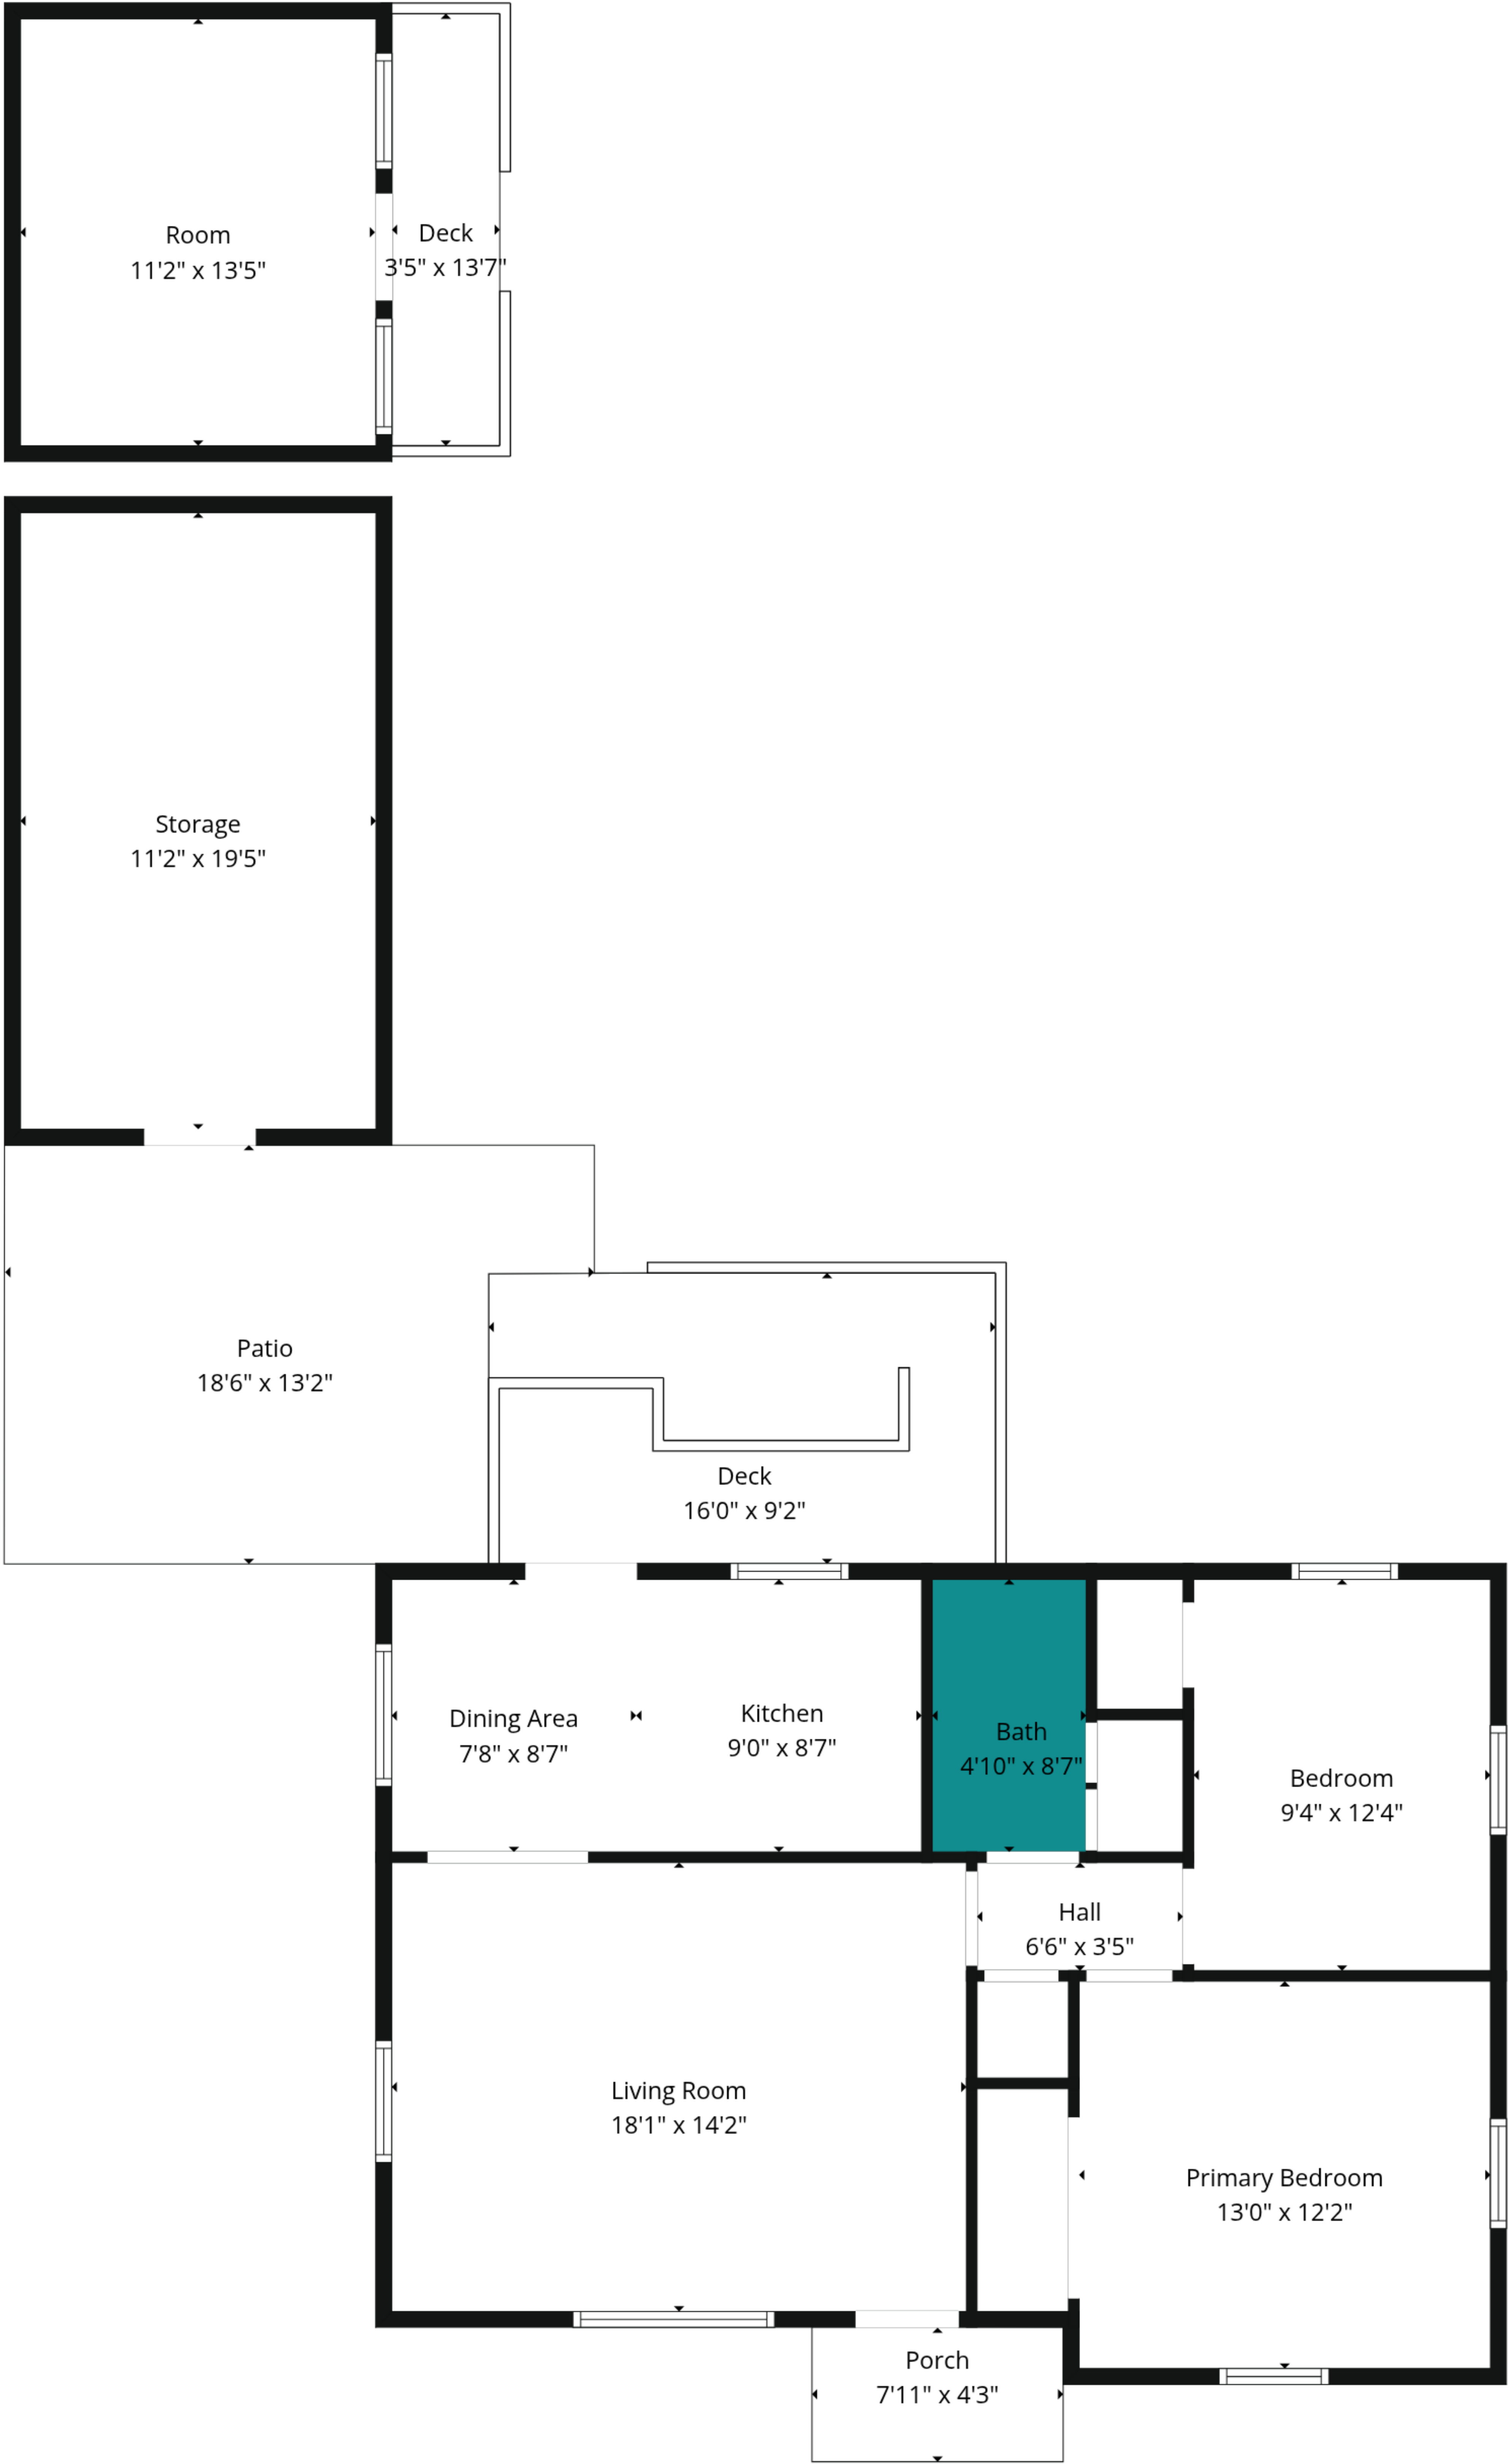 Room
11'2" x 13'5"
Deck
3'5" x 13'7"
Storage
11'2" x 19'5"
Patio
18'6" x 13'2"
Deck
16'0" x 9'2"
Dining Area
7'8" x 8'7"
Kitchen
9'0" x 8'7"
Bath
4'10" x 8'7"
Bedroom
9'4" x 12'4"
Hall
6'6" x 3'5"
Living Room
18'1" x 14'2"
Primary Bedroom
13'0" x 12'2"
Porch
7'11" x 4'3"